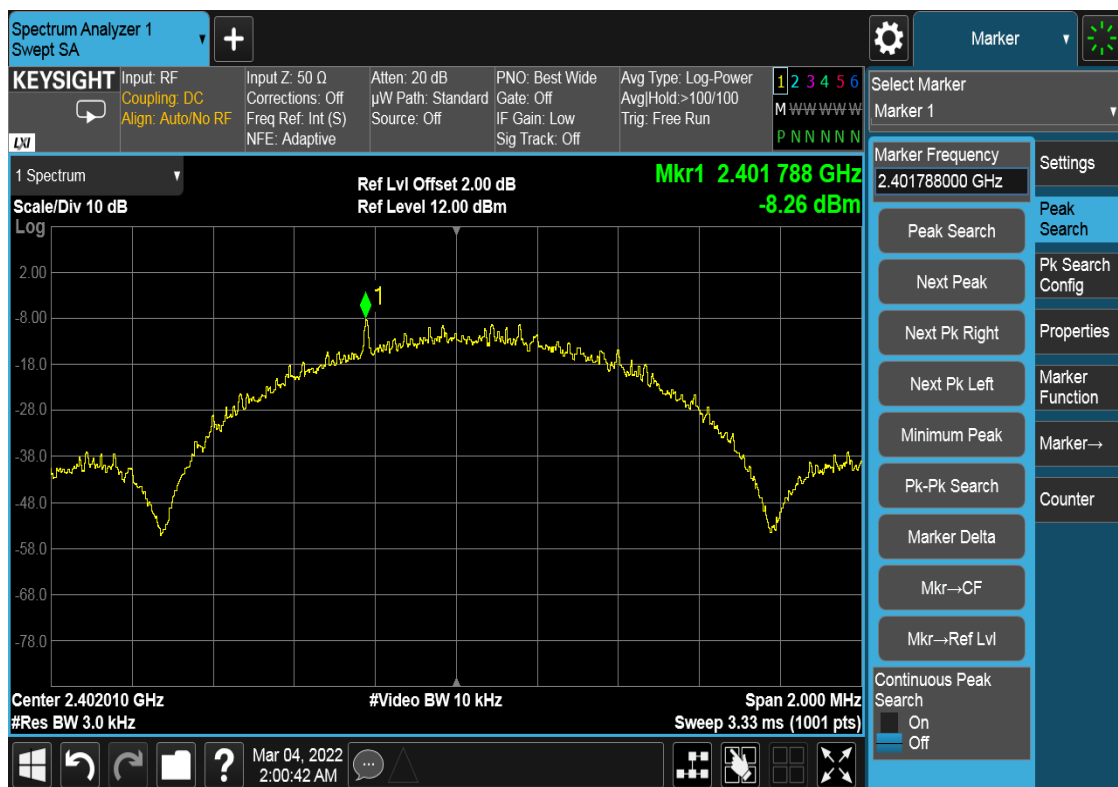 Spectrum Analyzer 1
Swept SA
+
Marker
KEYSIGHT
LXI
Input: RF
Coupling: DC
Align: Auto/No RF
Input Z: 50 Ω
Corrections: Off
Freq Ref: Int (S)
NFE: Adaptive
Atten: 20 dB
µW Path: Standard
Source: Off
PNO: Best Wide
Gate: Off
IF Gain: Low
Sig Track: Off
Avg Type: Log-Power
Avg|Hold:>100/100
Trig: Free Run
1 2 3 4 5 6
M W W W W W
P N N N N N
Select Marker
Marker 1
1 Spectrum
Scale/Div 10 dB
Ref Lvl Offset 2.00 dB
Ref Level 12.00 dBm
Mkr1 2.401 788 GHz
-8.26 dBm
Log
2.00
-8.00
-18.0
-28.0
-38.0
-48.0
-58.0
-68.0
-78.0
1
Center 2.402010 GHz
#Res BW 3.0 kHz
#Video BW 10 kHz
Span 2.000 MHz
Sweep 3.33 ms (1001 pts)
Marker Frequency
2.401788000 GHz
Peak Search
Next Peak
Next Pk Right
Next Pk Left
Minimum Peak
Pk-Pk Search
Marker Delta
Mkr→CF
Mkr→Ref Lvl
Continuous Peak
Search
On
Off
Settings
Peak
Search
Pk Search
Config
Properties
Marker
Function
Marker→
Counter
?
Mar 04, 2022
2:00:42 AM